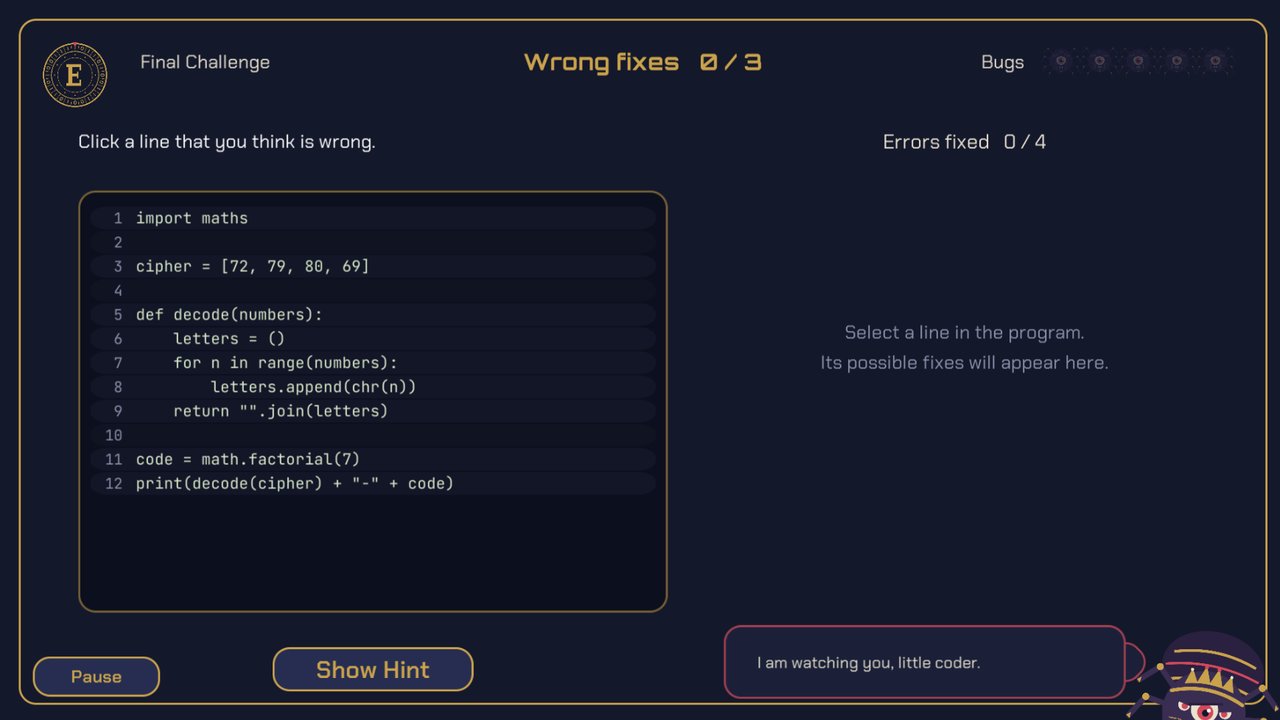 E
Final Challenge
Wrong fixes 0 / 3
Bugs
Click a line that you think is wrong.
Errors fixed 0 / 4
1 import maths
2
3 cipher = [72, 79, 80, 69]
4
5 def decode(numbers):
6     letters = ()
7     for n in range(numbers):
8         letters.append(chr(n))
9     return "".join(letters)
10
11 code = math.factorial(7)
12 print(decode(cipher) + "-" + code)
Select a line in the program.
Its possible fixes will appear here.
Pause
Show Hint
I am watching you, little coder.